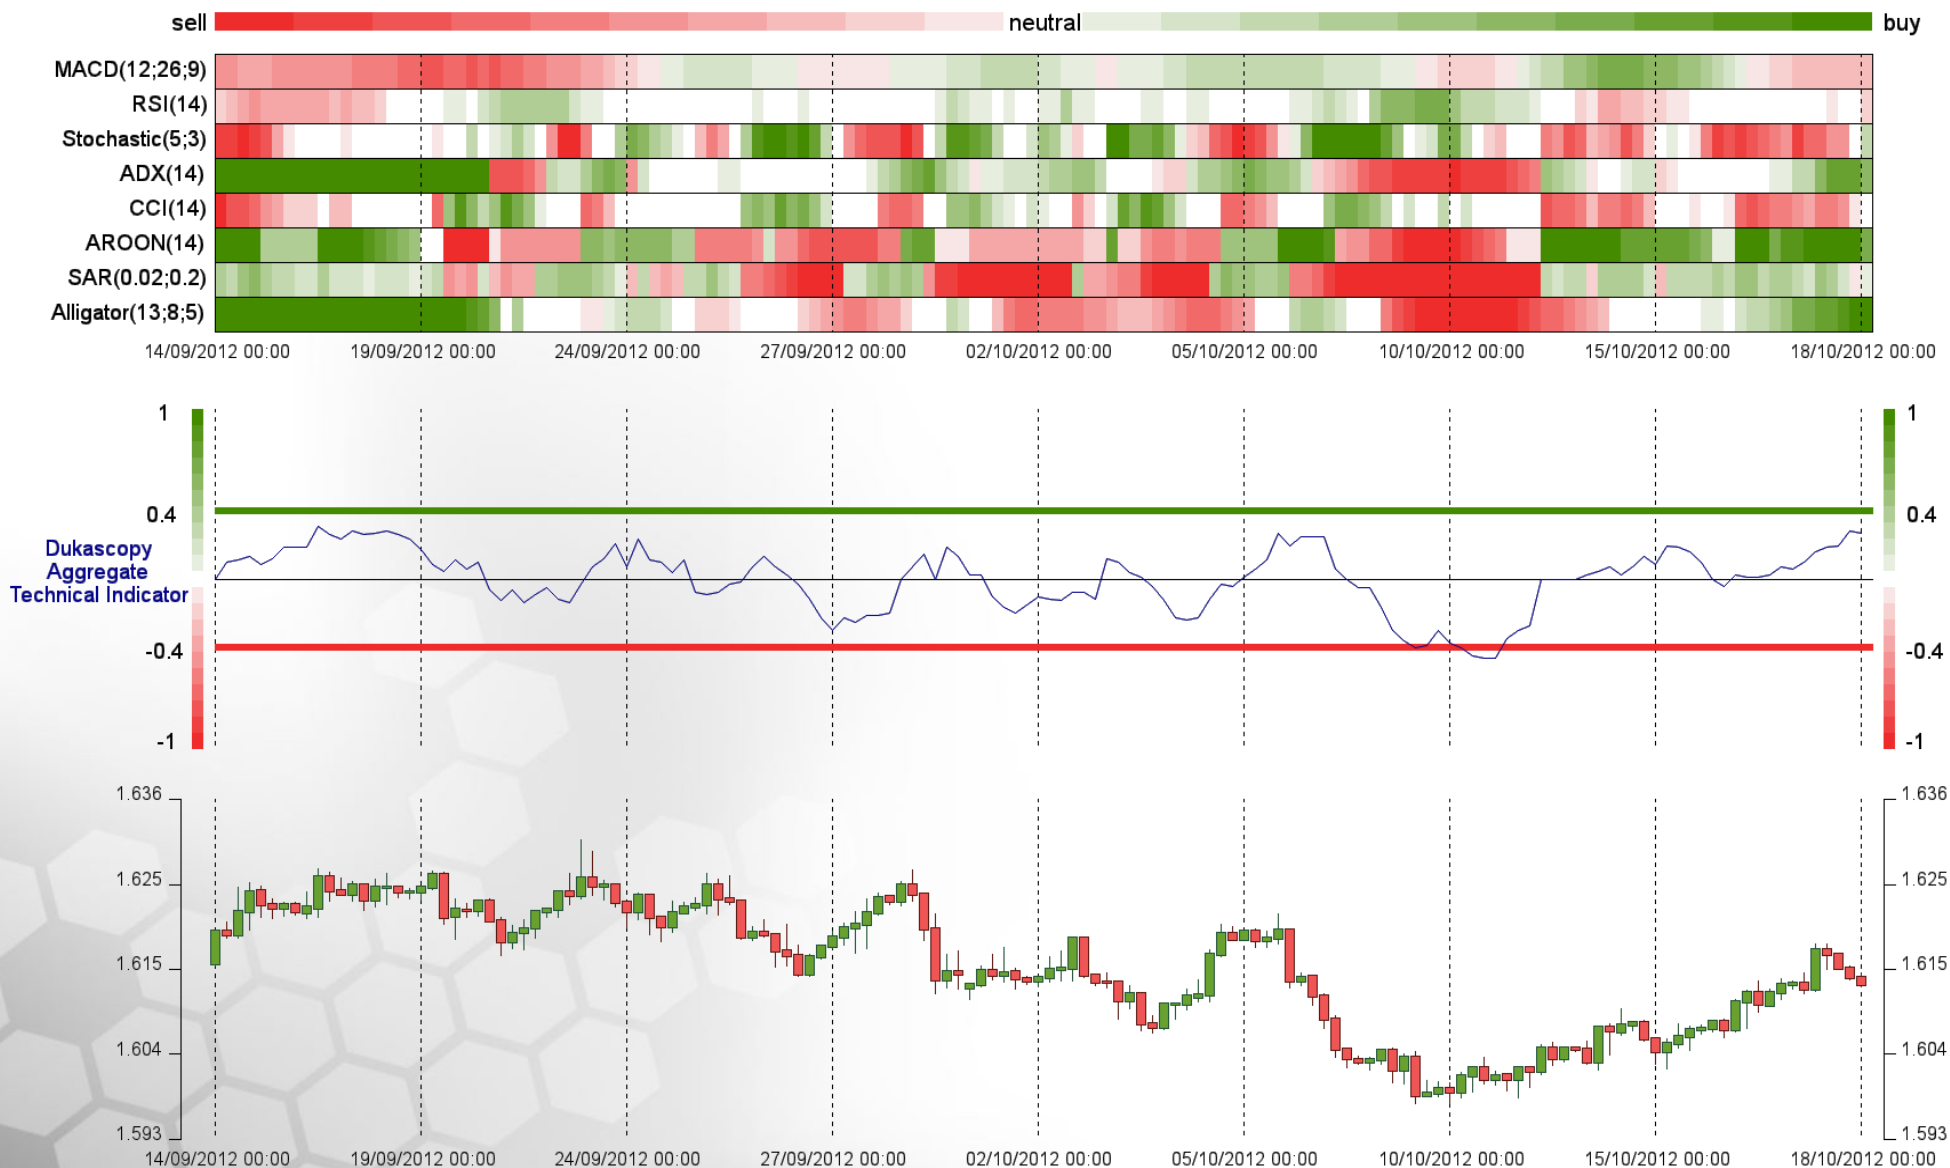 sell neutral buy
MACD(12;26;9)
RSI(14)
Stochastic(5;3)
ADX(14)
CCI(14)
AROON(14)
SAR(0.02;0.2)
Alligator(13;8;5)
14/09/2012 00:00 19/09/2012 00:00 24/09/2012 00:00 27/09/2012 00:00 02/10/2012 00:00 05/10/2012 00:00 10/10/2012 00:00 15/10/2012 00:00 18/10/2012 00:00
1 1
0.4 0.4
Dukascopy
Aggregate
Technical Indicator
-0.4 -0.4
-1 -1
1.636 1.636
1.625 1.625
1.615 1.615
1.604 1.604
1.593 1.593
14/09/2012 00:00 19/09/2012 00:00 24/09/2012 00:00 27/09/2012 00:00 02/10/2012 00:00 05/10/2012 00:00 10/10/2012 00:00 15/10/2012 00:00 18/10/2012 00:00